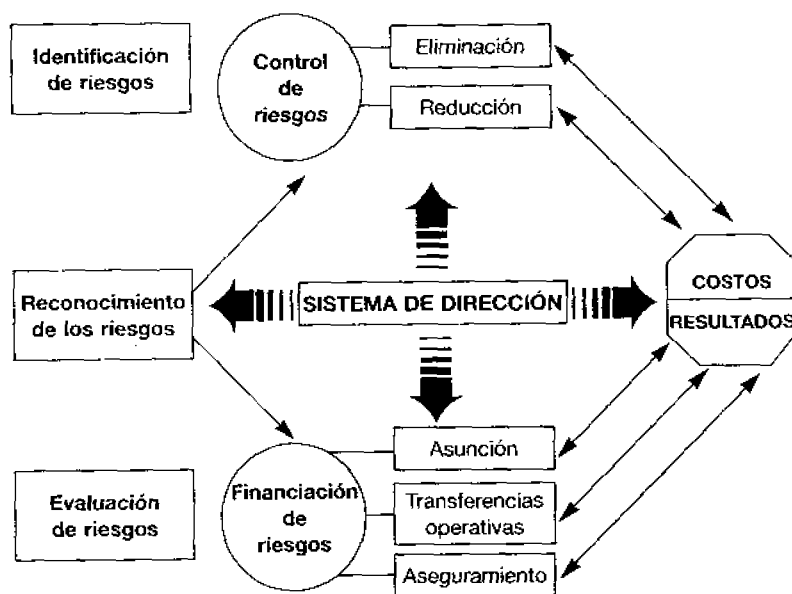 Identificación
de riesgos
Control
de
riesgos
Eliminación
Reducción
Reconocimiento
de los riesgos
SISTEMA DE DIRECCIÓN
COSTOS
RESULTADOS
Evaluación
de riesgos
Financiación
de
riesgos
Asunción
Transferencias
operativas
Aseguramiento